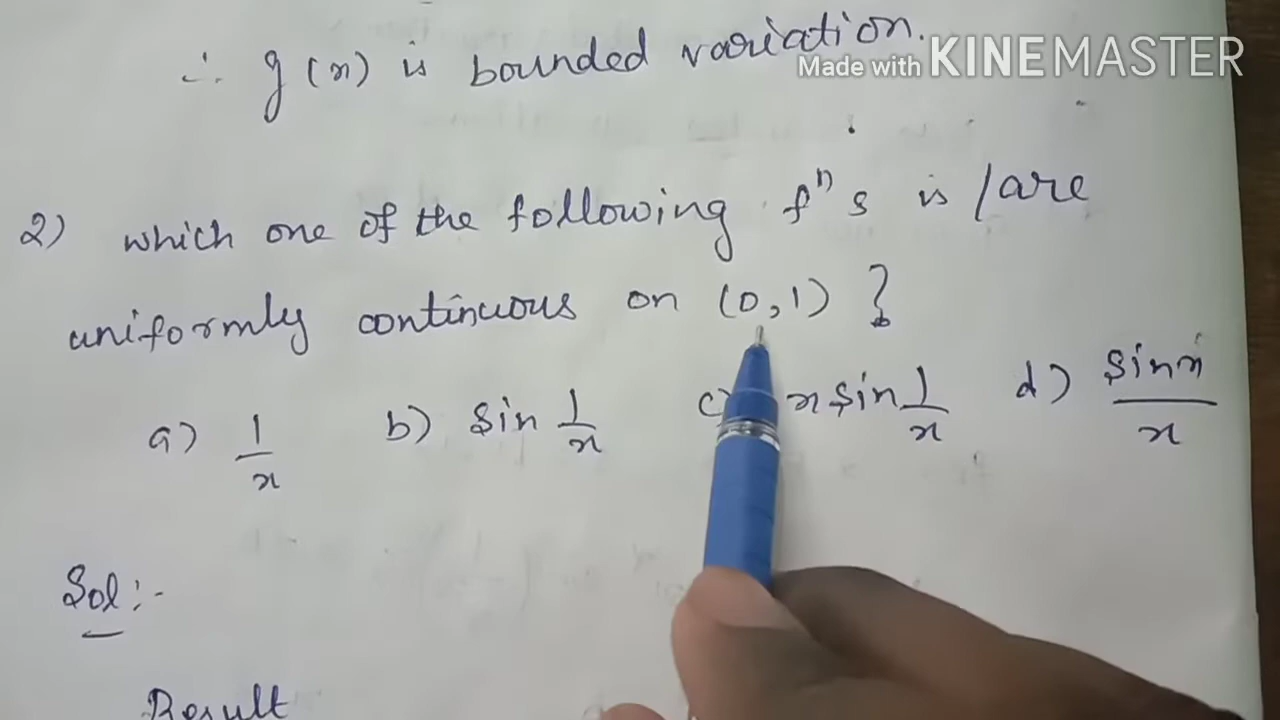 ∴ g(x) is bounded variation.
Made with KINEMASTER
2) which one of the following fⁿ s is/are
uniformly continuous on (0,1) ?
a) 1/x b) sin 1/x c) x sin 1/x d) sin x/x
Sol:-
Result